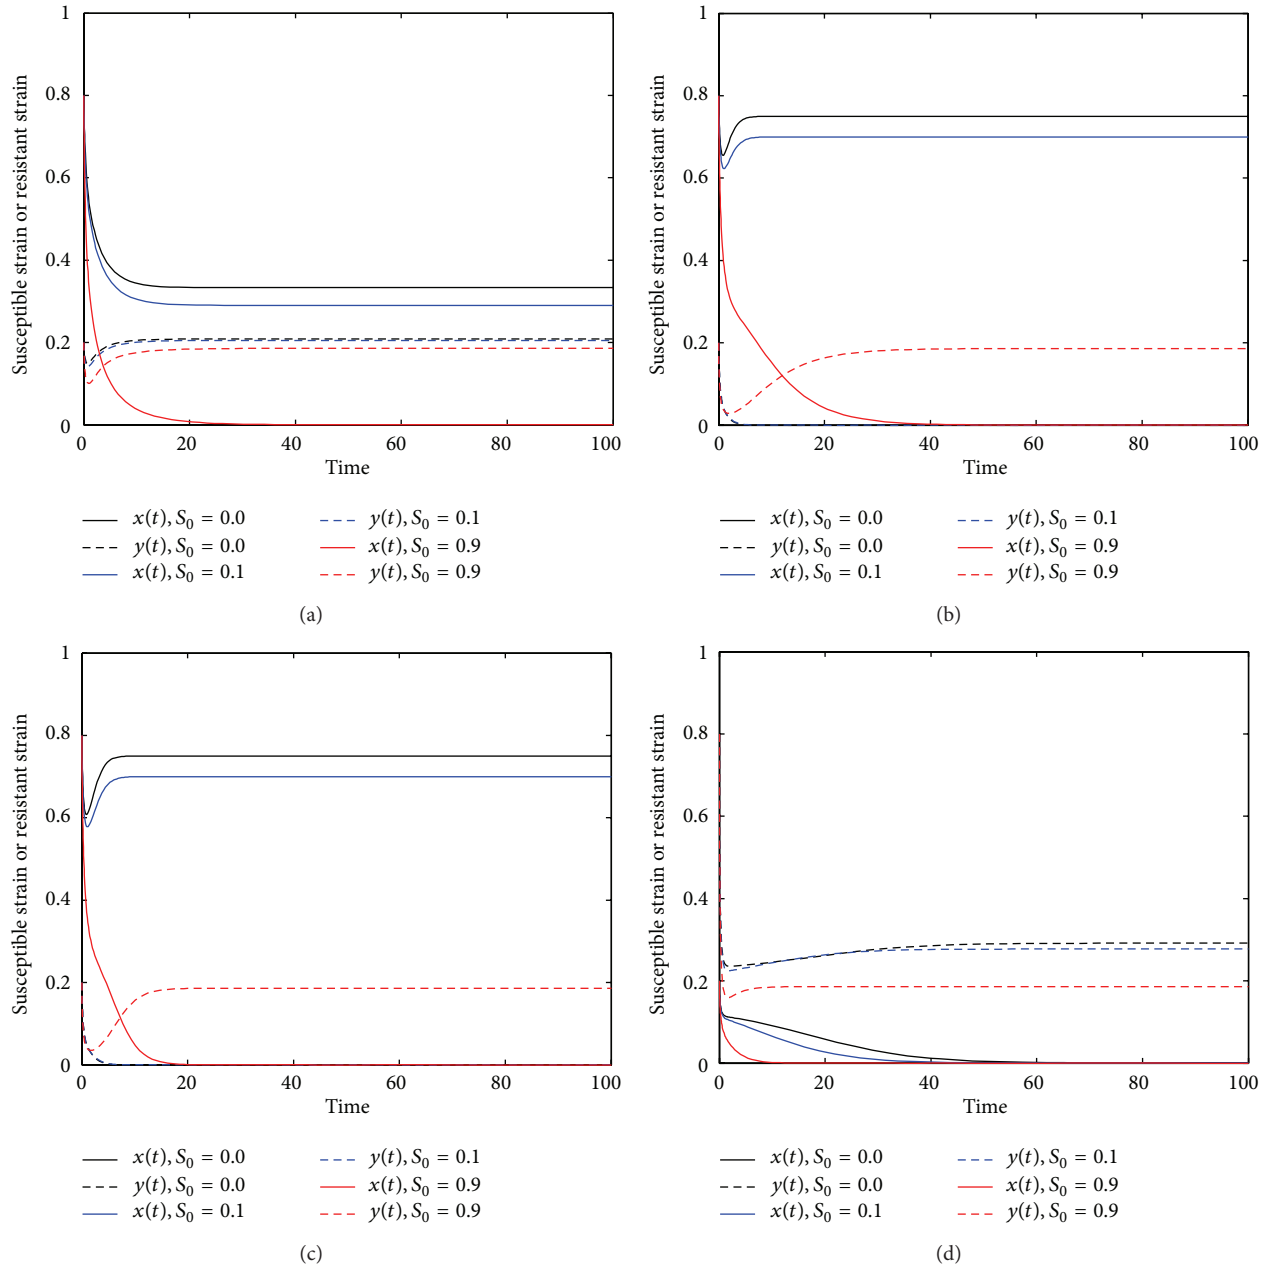 Susceptible strain or resistant strain
1
0.8
0.6
0.4
0.2
0
0 20 40 60 80 100
Time
x(t), S₀ = 0.0
y(t), S₀ = 0.0
x(t), S₀ = 0.1
y(t), S₀ = 0.1
x(t), S₀ = 0.9
y(t), S₀ = 0.9
(a)
Susceptible strain or resistant strain
1
0.8
0.6
0.4
0.2
0
0 20 40 60 80 100
Time
x(t), S₀ = 0.0
y(t), S₀ = 0.0
x(t), S₀ = 0.1
y(t), S₀ = 0.1
x(t), S₀ = 0.9
y(t), S₀ = 0.9
(b)
Susceptible strain or resistant strain
1
0.8
0.6
0.4
0.2
0
0 20 40 60 80 100
Time
x(t), S₀ = 0.0
y(t), S₀ = 0.0
x(t), S₀ = 0.1
y(t), S₀ = 0.1
x(t), S₀ = 0.9
y(t), S₀ = 0.9
(c)
Susceptible strain or resistant strain
1
0.8
0.6
0.4
0.2
0
0 20 40 60 80 100
Time
x(t), S₀ = 0.0
y(t), S₀ = 0.0
x(t), S₀ = 0.1
y(t), S₀ = 0.1
x(t), S₀ = 0.9
y(t), S₀ = 0.9
(d)